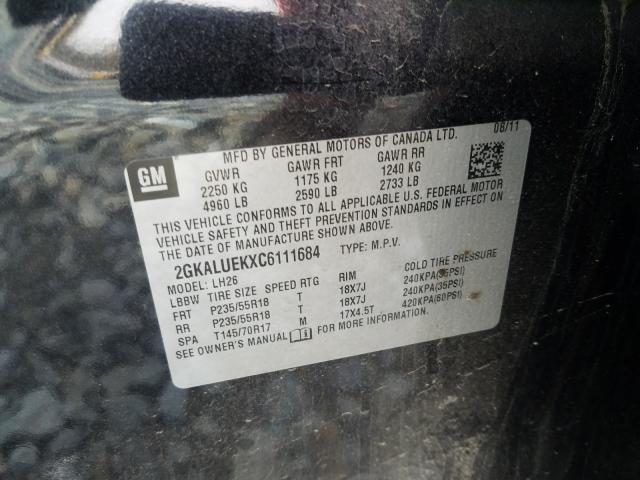 MFD BY GENERAL MOTORS OF CANADA LTD. 08/11
GM
GVWR GAWR FRT GAWR RR
2250 KG 1175 KG 1240 KG
4960 LB 2590 LB 2733 LB
THIS VEHICLE CONFORMS TO ALL APPLICABLE U.S. FEDERAL MOTOR
VEHICLE SAFETY AND THEFT PREVENTION STANDARDS IN EFFECT ON
THE DATE OF MANUFACTURE SHOWN ABOVE.
2GKALUEKXC6111684 TYPE: M.P.V.
MODEL: LH26
LBBW TIRE SIZE SPEED RTG RIM COLD TIRE PRESSURE
FRT P235/55R18 T 18X7J 240KPA(35PSI)
RR P235/55R18 T 18X7J 240KPA(35PSI)
SPA T145/70R17 M 17X4.5T 420KPA(60PSI)
SEE OWNER'S MANUAL FOR MORE INFORMATION.